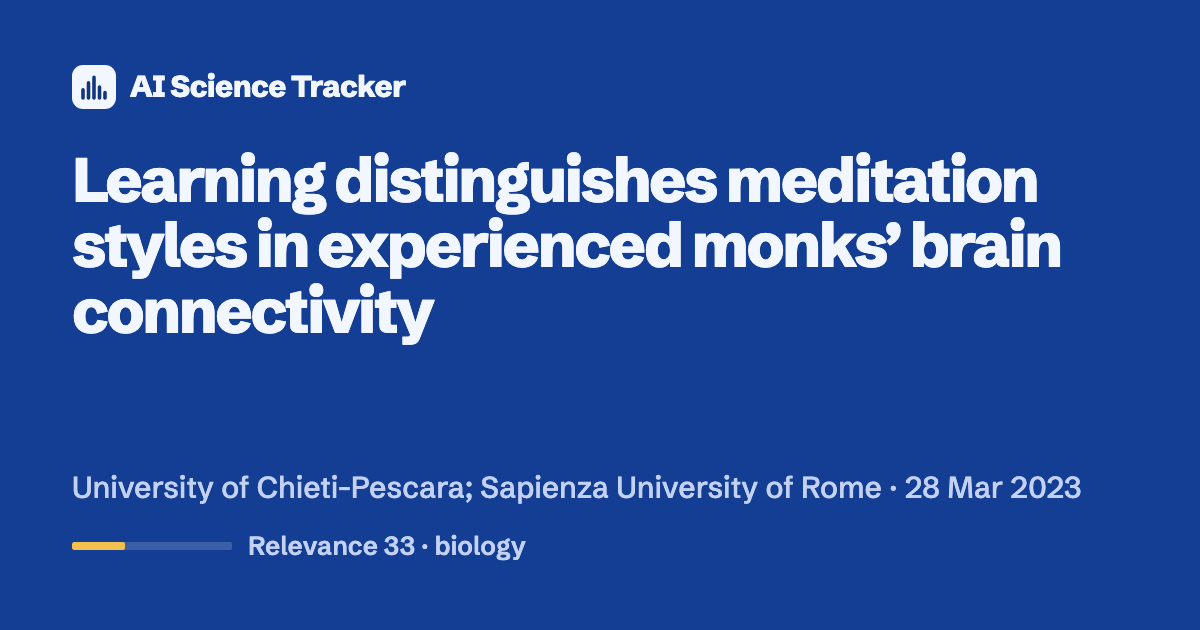 AI Science Tracker
Learning distinguishes meditation
styles in experienced monks’ brain
connectivity
University of Chieti-Pescara; Sapienza University of Rome · 28 Mar 2023
Relevance 33 · biology